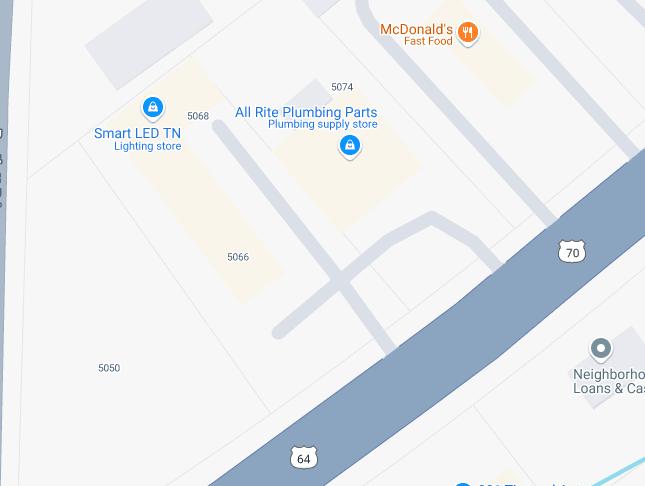 McDonald's
Fast Food
5074
5068
All Rite Plumbing Parts
Plumbing supply store
Smart LED TN
Lighting store
70
5066
Neighborho
Loans & Cas
5050
64